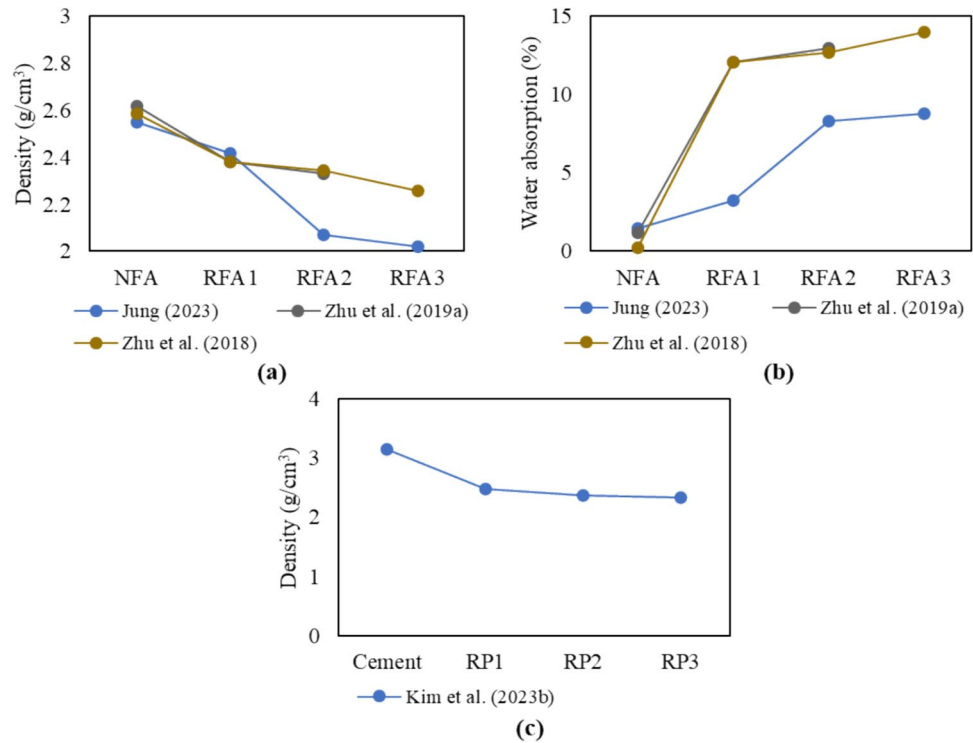 3
2.8
2.6
2.4
2.2
2
Density (g/cm³)
NFA RFA1 RFA2 RFA3
Jung (2023) Zhu et al. (2019a)
Zhu et al. (2018)
(a)
15
10
5
0
Water absorption (%)
NFA RFA1 RFA2 RFA3
Jung (2023) Zhu et al. (2019a)
Zhu et al. (2018)
(b)
4
3
2
1
0
Density (g/cm³)
Cement RP1 RP2 RP3
Kim et al. (2023b)
(c)